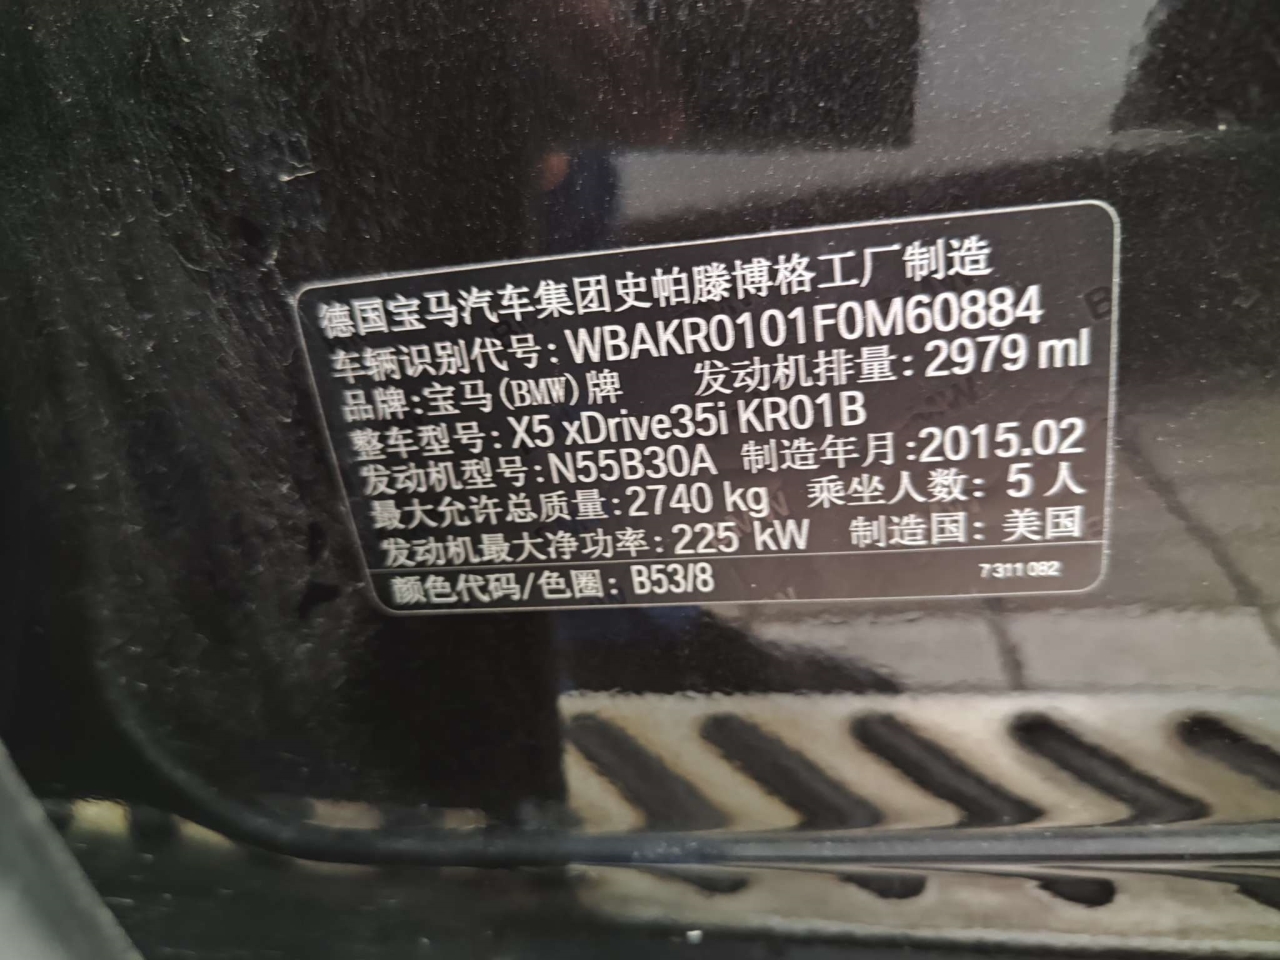 德国宝马汽车集团史帕滕博格工厂制造
车辆识别代号: WBAKR0101F0M60884
品牌:宝马(BMW)牌 发动机排量: 2979 ml
整车型号: X5 xDrive35i KR01B
发动机型号: N55B30A 制造年月:2015.02
最大允许总质量: 2740 kg 乘坐人数: 5 人
发动机最大净功率: 225 kW 制造国: 美国
颜色代码/色圈: B53/8 7 311 082